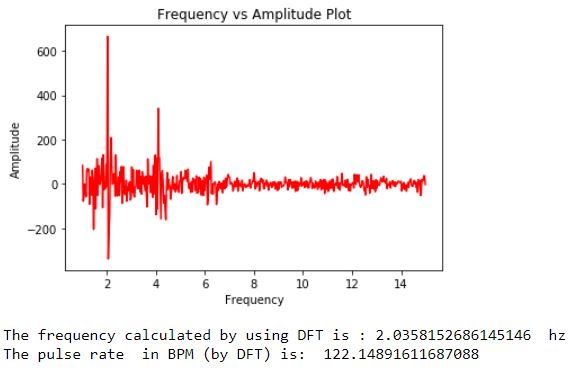 Frequency vs Amplitude Plot
600
400
200
0
−200
Amplitude
2 4 6 8 10 12 14
Frequency
The frequency calculated by using DFT is : 2.0358152686145146  hz
The pulse rate  in BPM (by DFT) is:  122.14891611687088